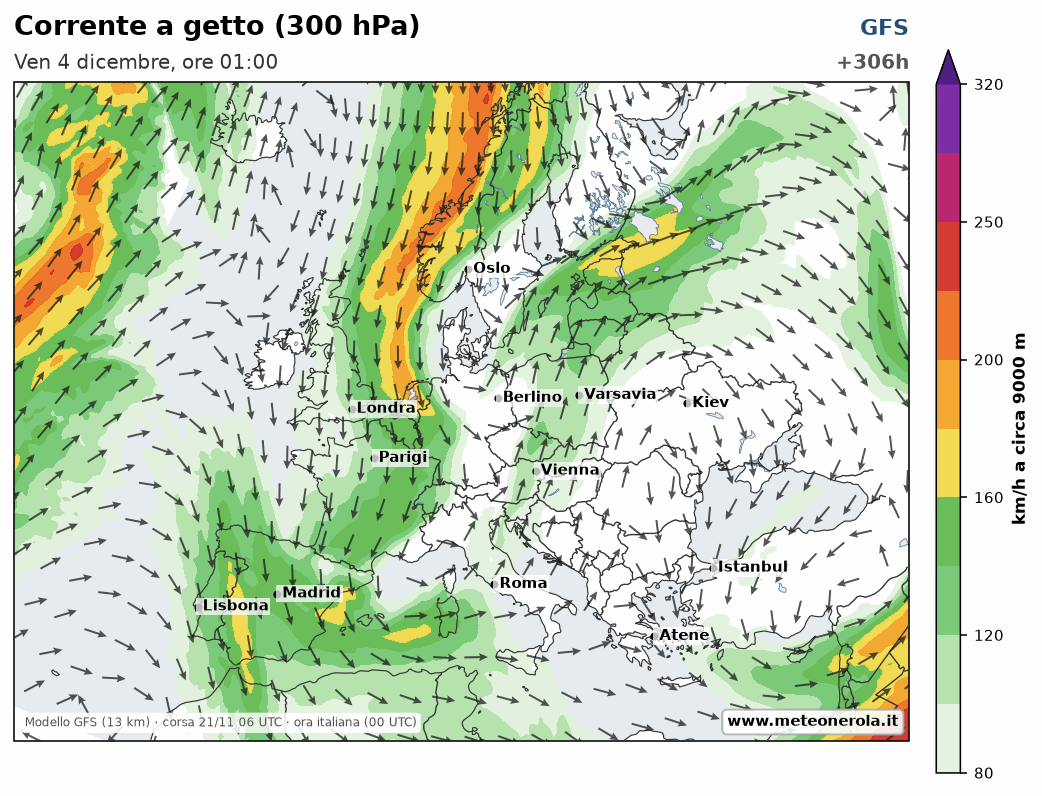 Corrente a getto (300 hPa)
GFS
Ven 4 dicembre, ore 01:00
+306h
320
250
200
160
120
80
km/h a circa 9000 m
Oslo
Londra
Berlino
Varsavia
Kiev
Parigi
Vienna
Istanbul
Roma
Madrid
Lisbona
Atene
Modello GFS (13 km) · corsa 21/11 06 UTC · ora italiana (00 UTC)
www.meteonerola.it